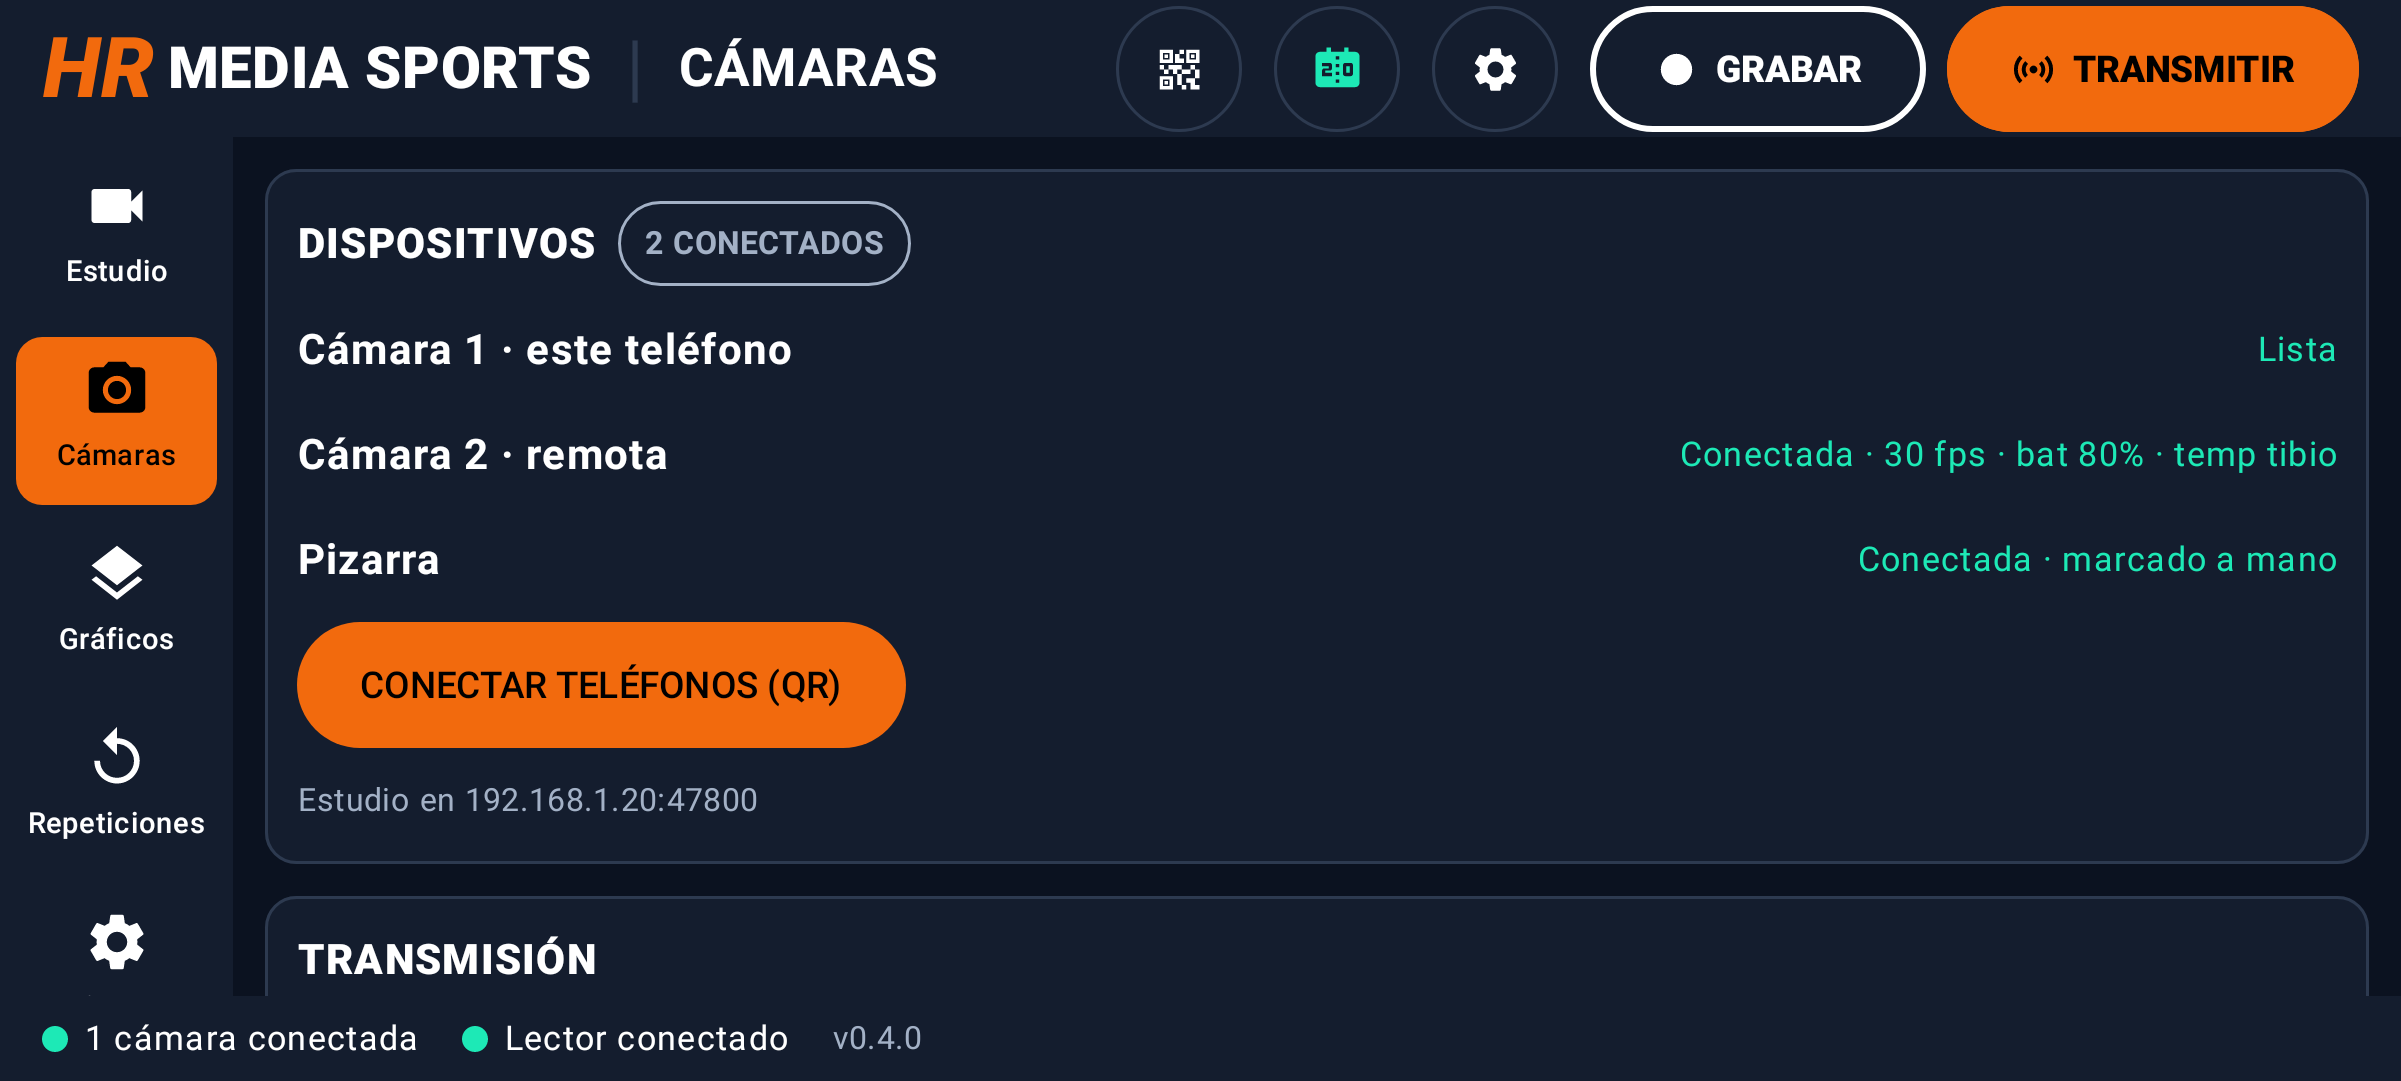 HR MEDIA SPORTS | CÁMARAS
2:0
GRABAR
TRANSMITIR
Estudio
Cámaras
Gráficos
Repeticiones
DISPOSITIVOS
2 CONECTADOS
Cámara 1 · este teléfono
Lista
Cámara 2 · remota
Conectada · 30 fps · bat 80% · temp tibio
Pizarra
Conectada · marcado a mano
CONECTAR TELÉFONOS (QR)
Estudio en 192.168.1.20:47800
TRANSMISIÓN
1 cámara conectada
Lector conectado
v0.4.0